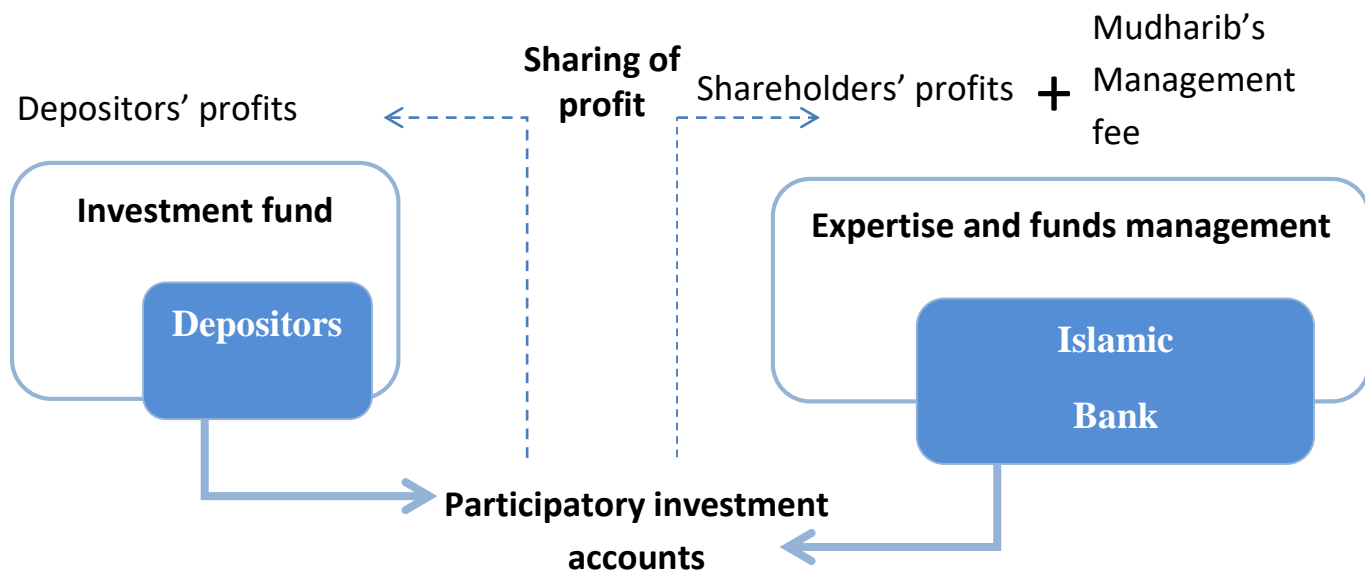 Sharing of
profit
Depositors’ profits
Shareholders’ profits
+
Mudharib’s
Management
fee
Investment fund
Depositors
Expertise and funds management
Islamic
Bank
Participatory investment
accounts